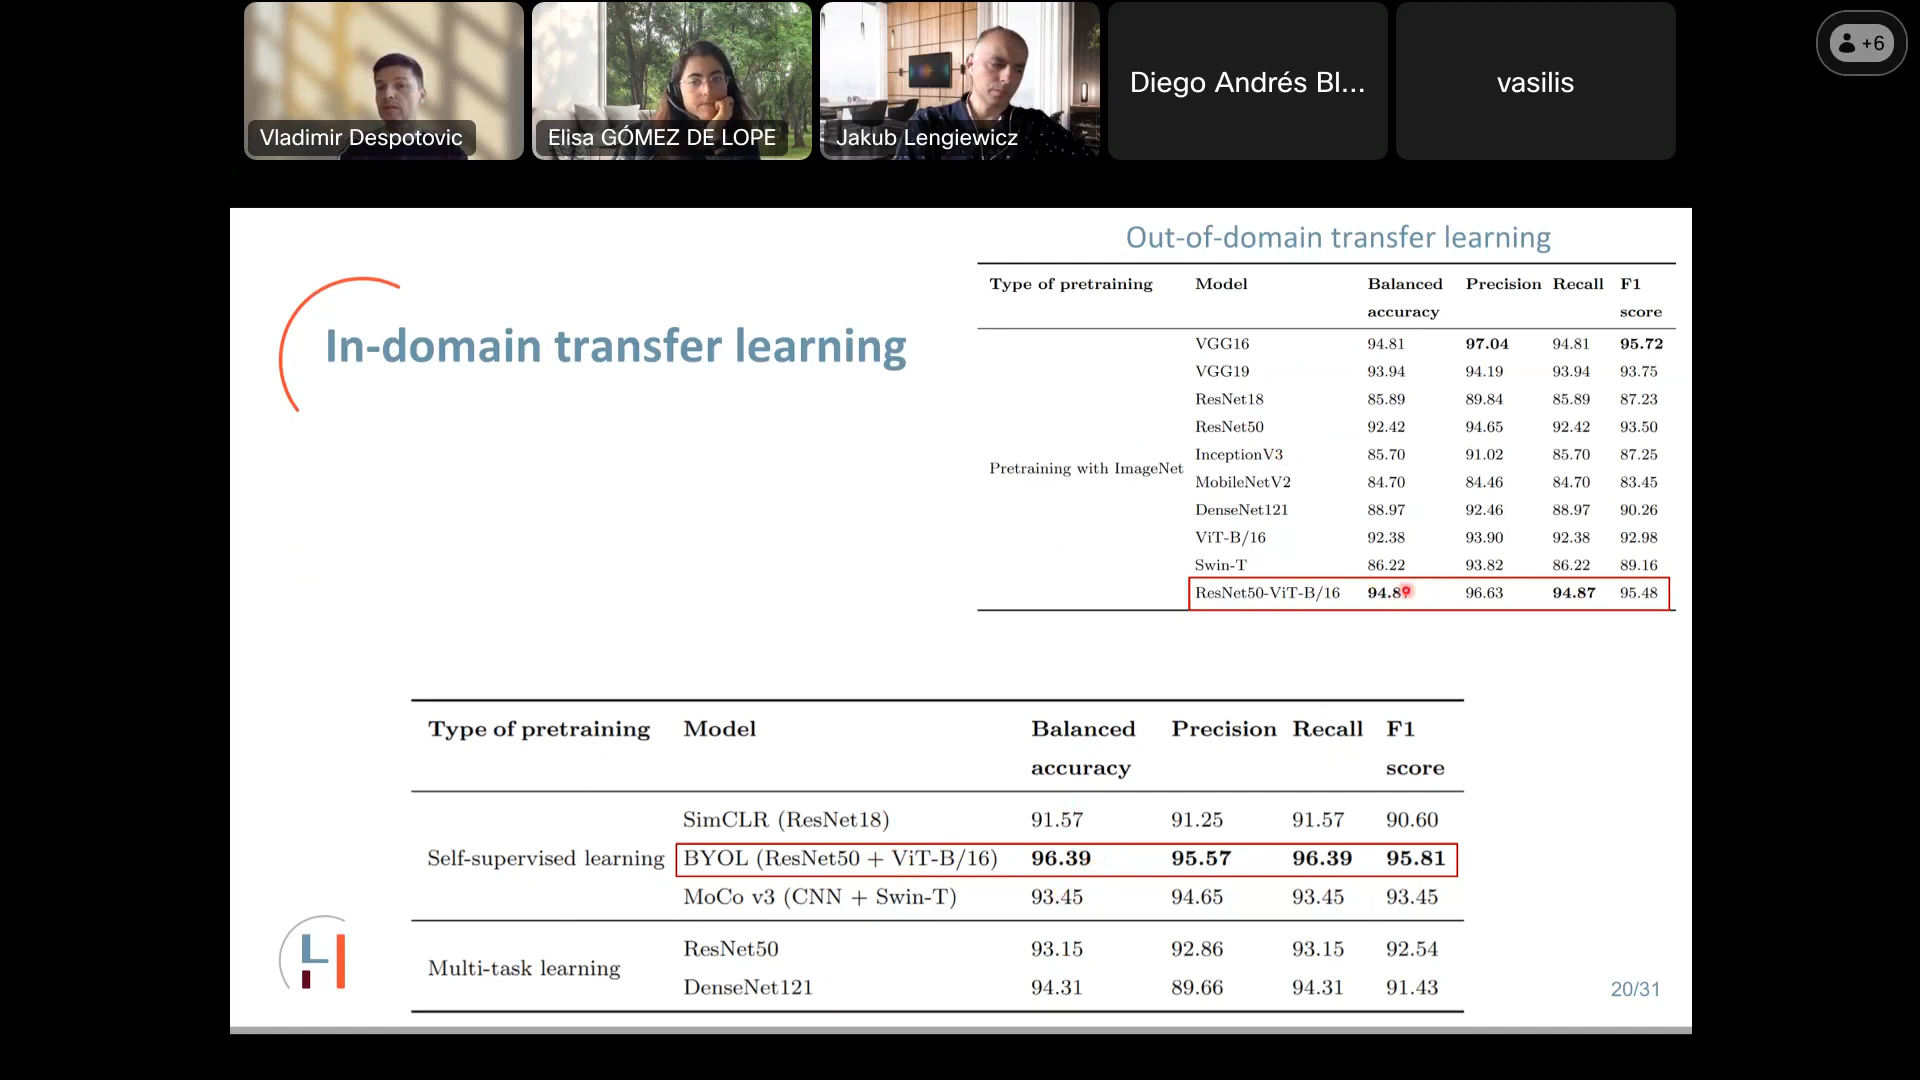 Vladimir Despotovic
Elisa GÓMEZ DE LOPE
Jakub Lengiewicz
Diego Andrés Bl...
vasilis
+6
In-domain transfer learning
Out-of-domain transfer learning
Type of pretraining Model Balanced accuracy Precision Recall F1 score
Pretraining with ImageNet
VGG16 94.81 97.04 94.81 95.72
VGG19 93.94 94.19 93.94 93.75
ResNet18 85.89 89.84 85.89 87.23
ResNet50 92.42 94.65 92.42 93.50
InceptionV3 85.70 91.02 85.70 87.25
MobileNetV2 84.70 84.46 84.70 83.45
DenseNet121 88.97 92.46 88.97 90.26
ViT-B/16 92.38 93.90 92.38 92.98
Swin-T 86.22 93.82 86.22 89.16
ResNet50-ViT-B/16 96.63 94.87 95.48
Type of pretraining Model Balanced accuracy Precision Recall F1 score
Self-supervised learning
SimCLR (ResNet18) 91.57 91.25 91.57 90.60
BYOL (ResNet50 + ViT-B/16) 96.39 95.57 96.39 95.81
MoCo v3 (CNN + Swin-T) 93.45 94.65 93.45 93.45
Multi-task learning
ResNet50 93.15 92.86 93.15 92.54
DenseNet121 94.31 89.66 94.31 91.43
20/31